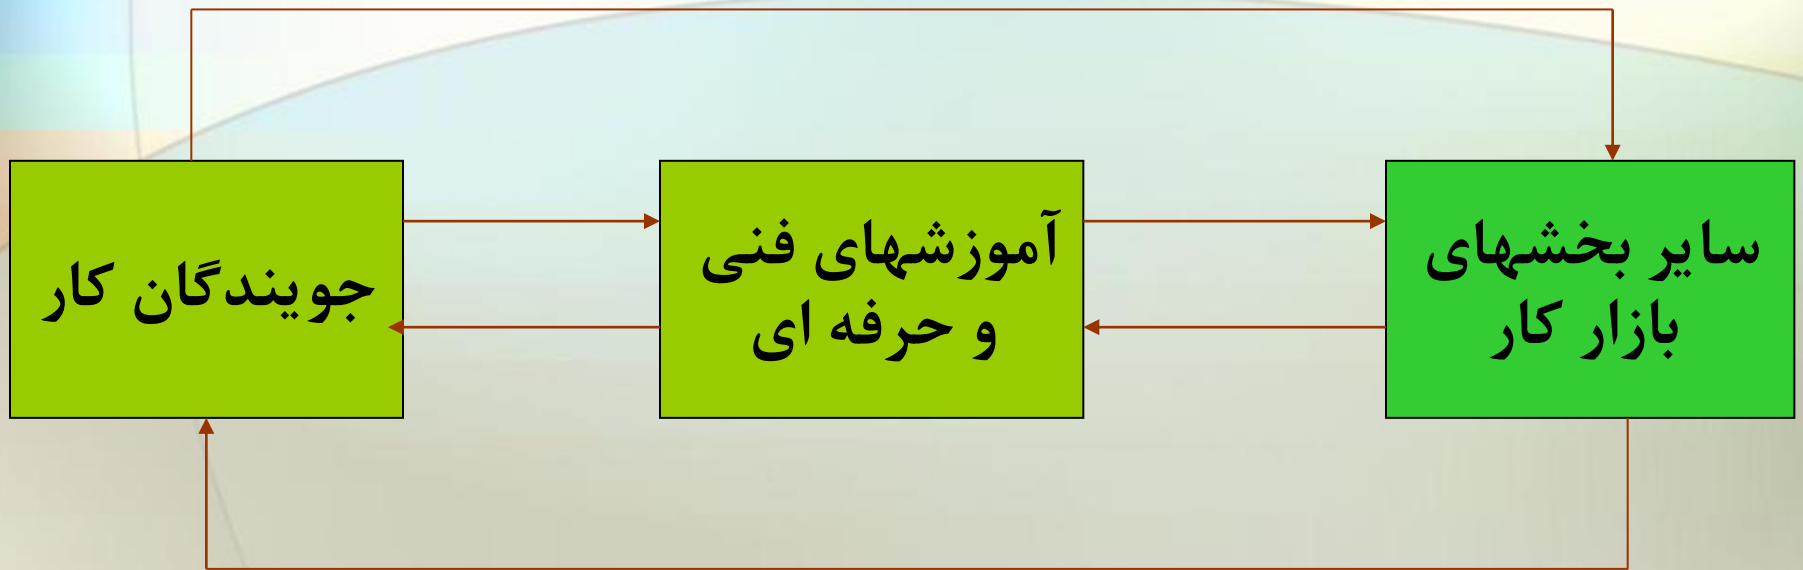 سایر بخشهای
بازار کار
آموزشهای فنی
و حرفه ای
جویندگان کار